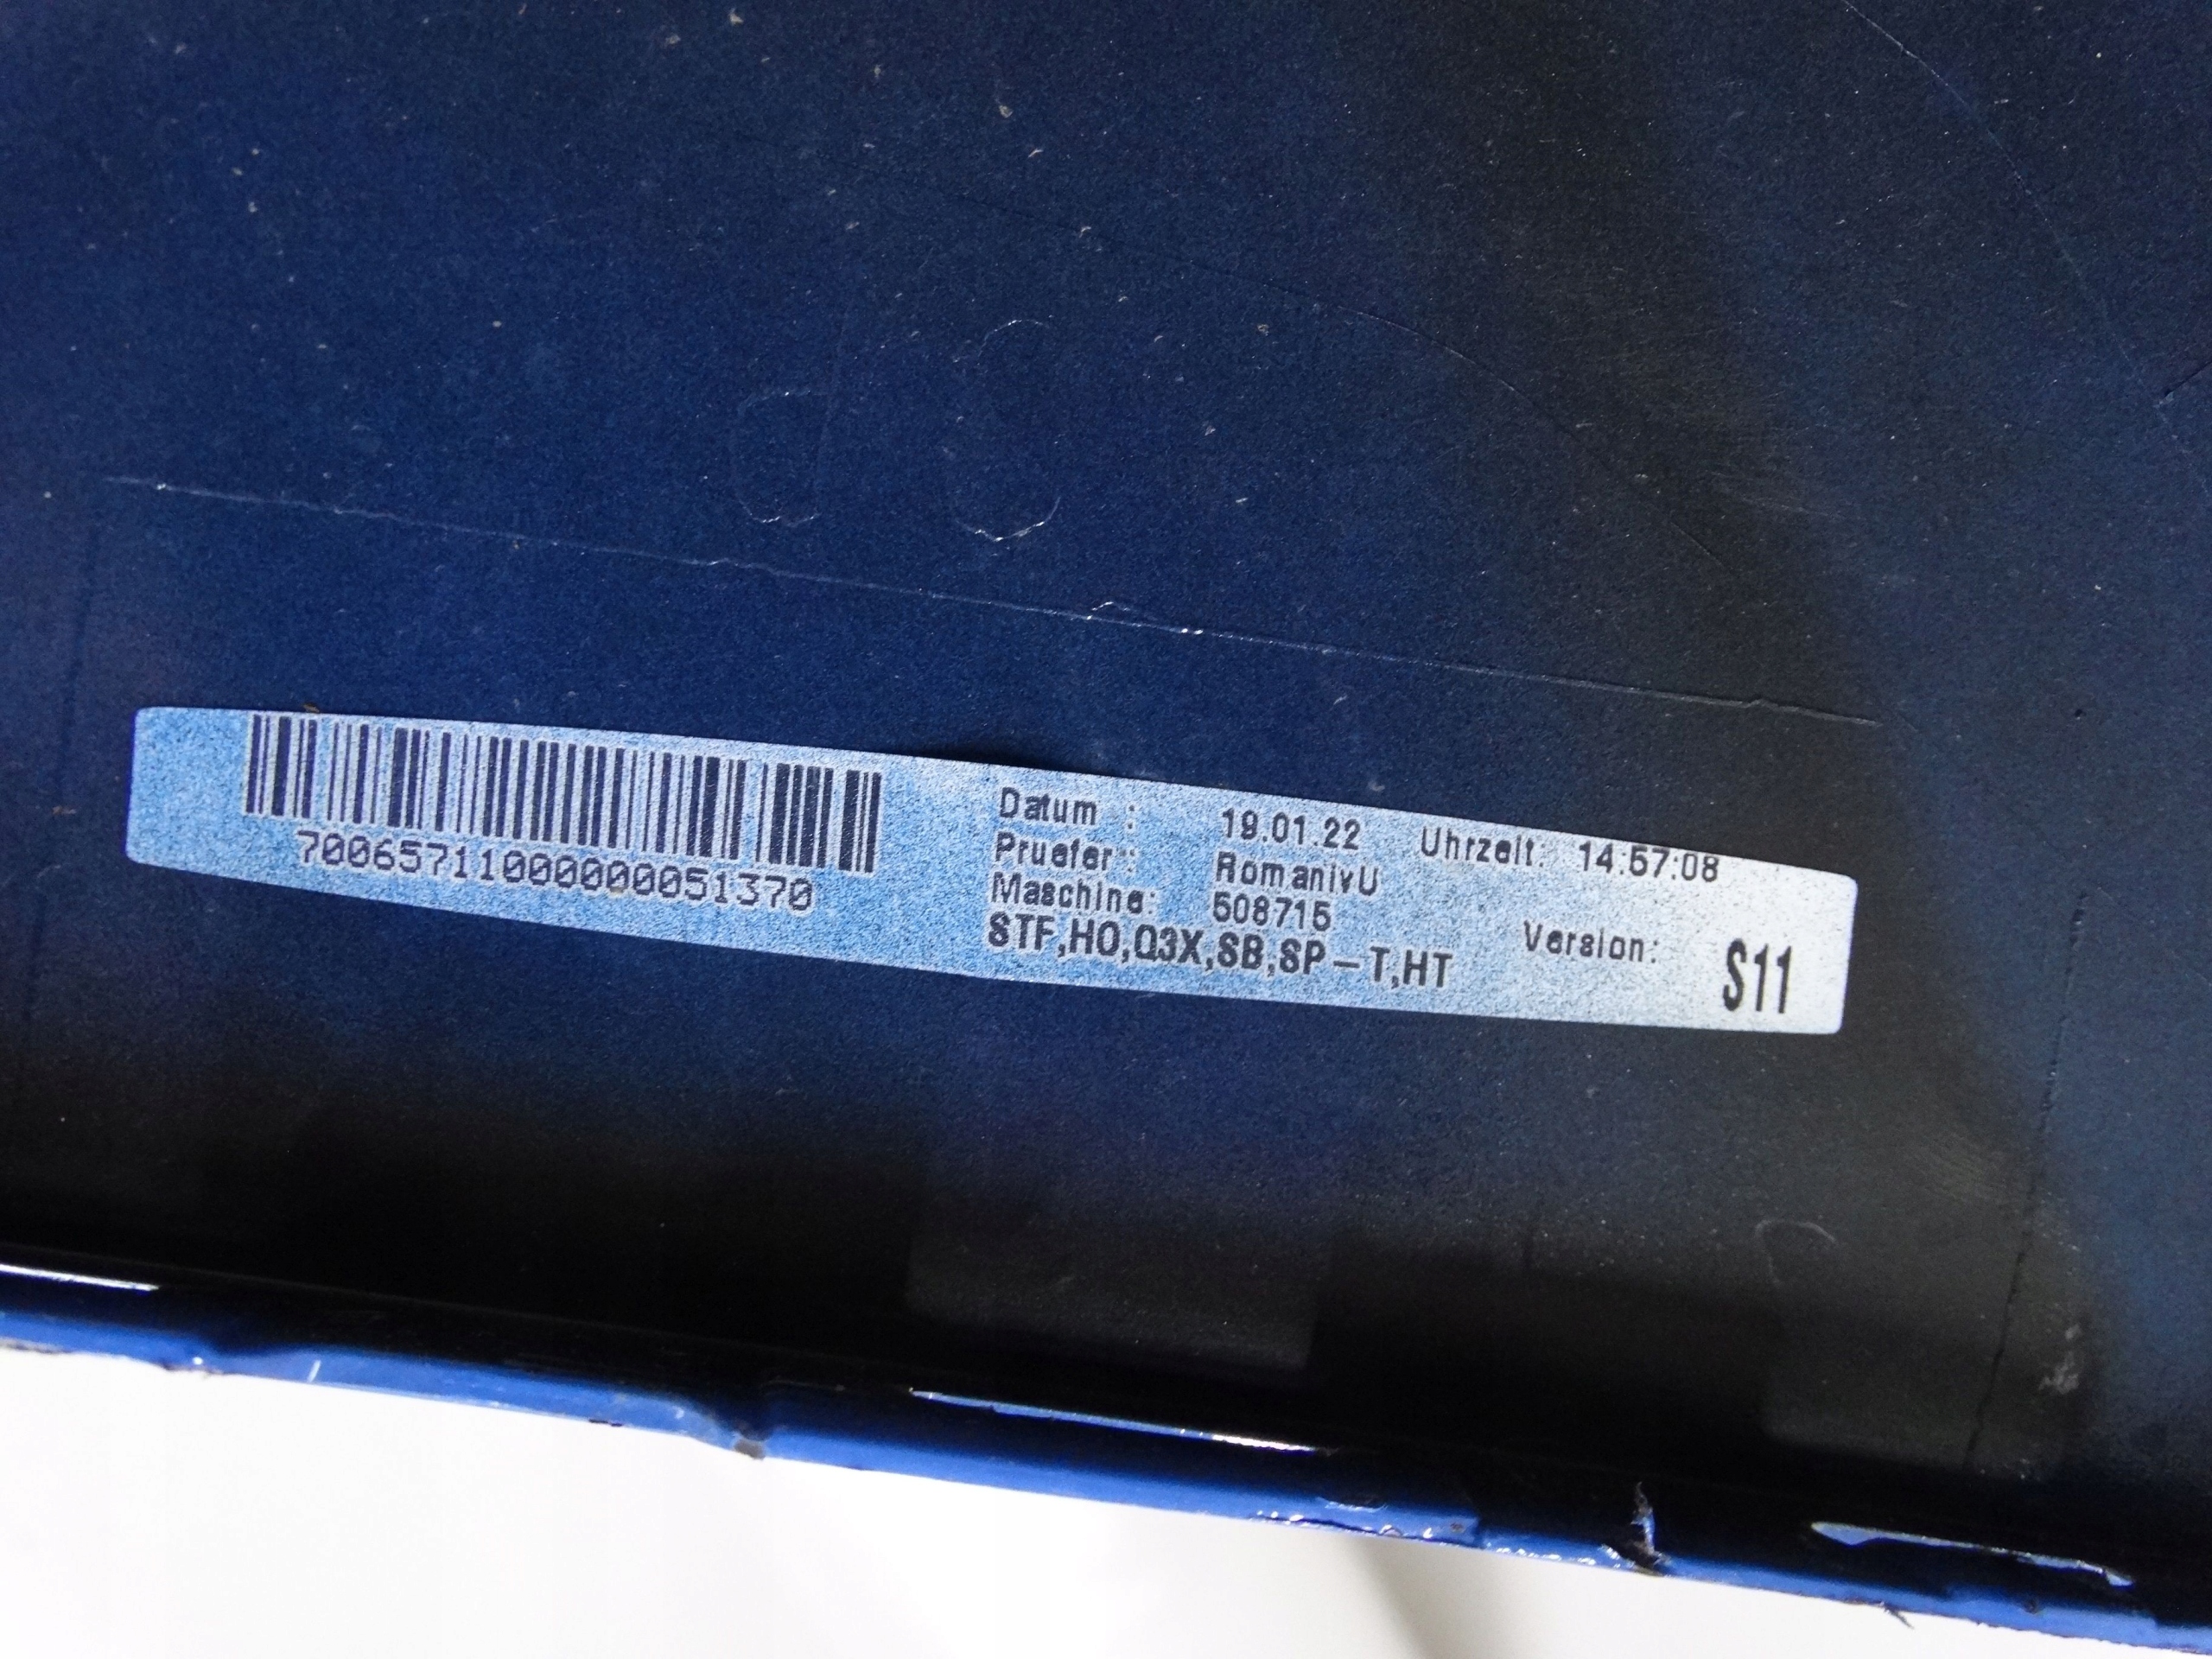 70065711000000051370
Datum : 19.01.22 Uhrzeit: 14:57:08
Pruefer: RomanivU
Maschine: 508715
Version: S11
STF,HO,Q3X,SB,SP-T,HT